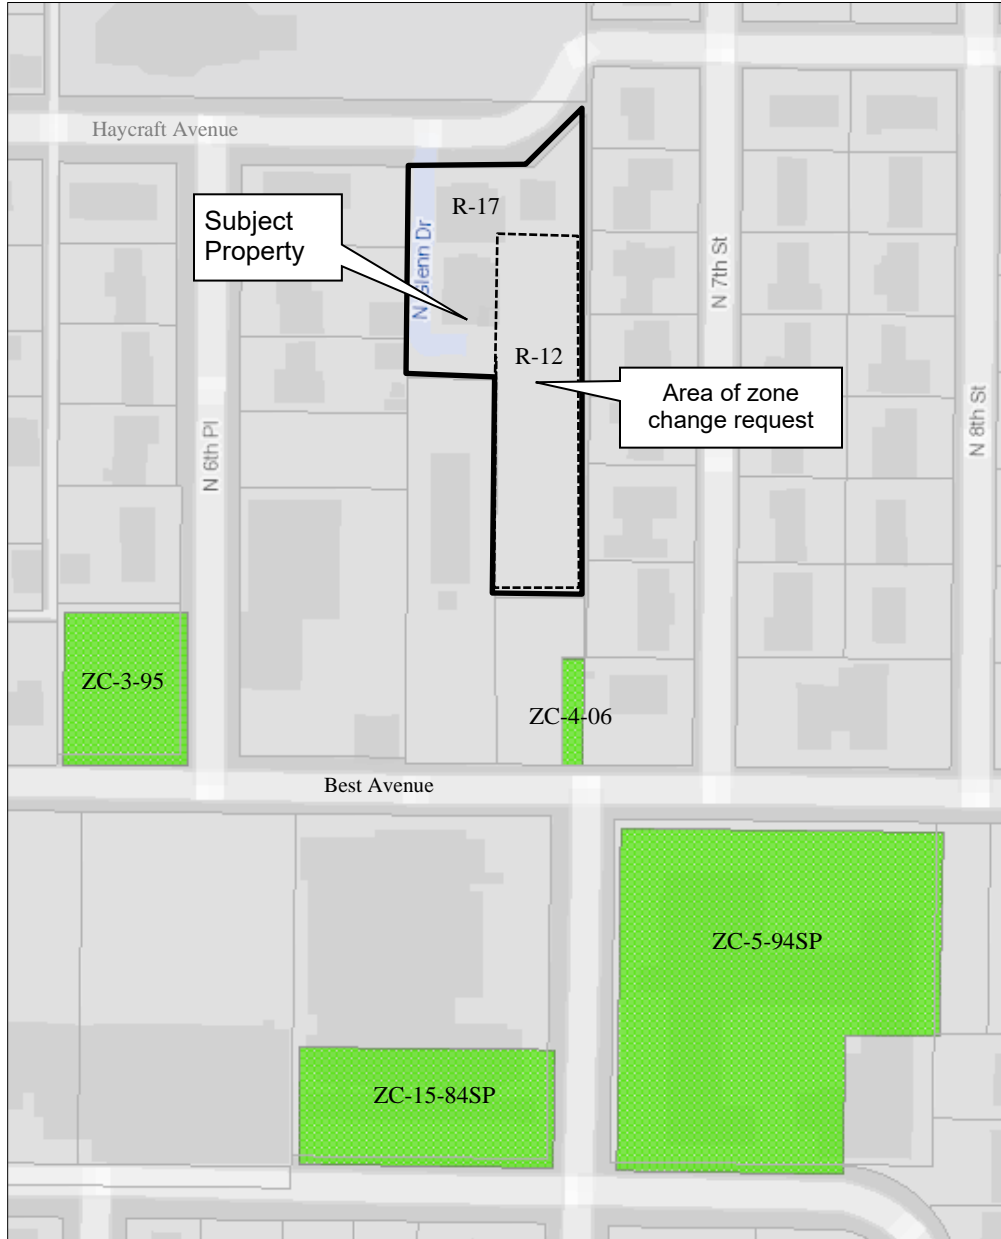 Haycraft Avenue
R-17
Subject
Property
N Glenn Dr
N 7th St
R-12
Area of zone
change request
N 8th St
N 6th Pl
ZC-3-95
ZC-4-06
Best Avenue
ZC-5-94SP
ZC-15-84SP